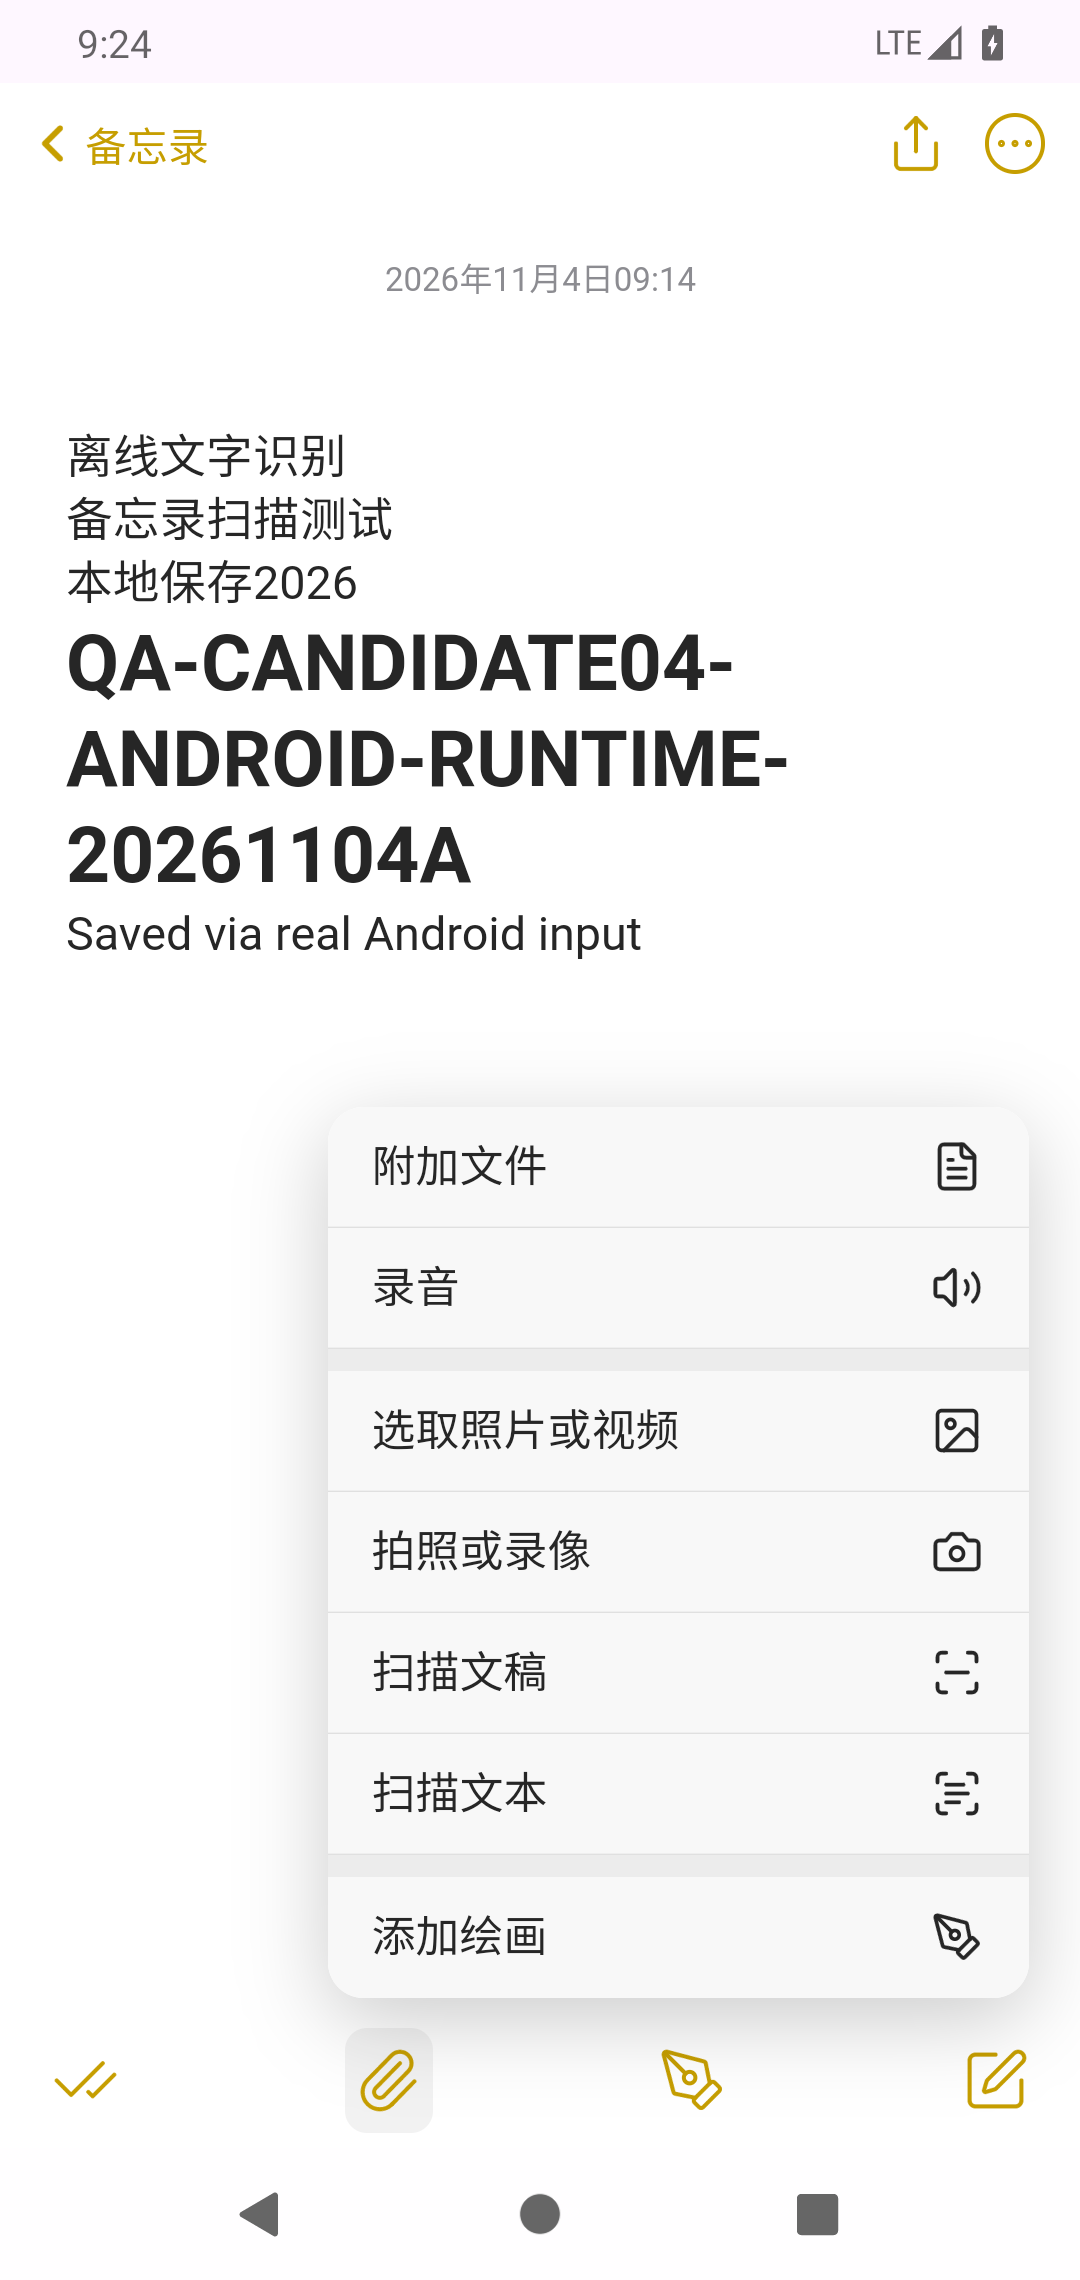 9:24
LTE
备忘录
2026年11月4日09:14
离线文字识别
备忘录扫描测试
本地保存2026
QA-CANDIDATE04-
ANDROID-RUNTIME-
20261104A
Saved via real Android input
附加文件
录音
选取照片或视频
拍照或录像
扫描文稿
扫描文本
添加绘画